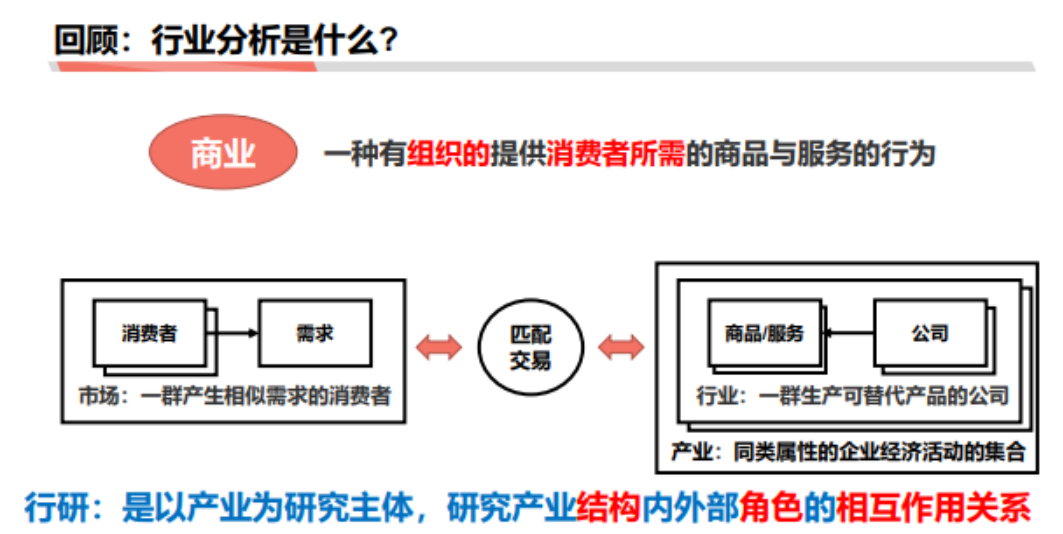 回顾：行业分析是什么？
商业
一种有组织的提供消费者所需的商品与服务的行为
消费者
需求
市场：一群产生相似需求的消费者
匹配
交易
商品/服务
公司
行业：一群生产可替代产品的公司
产业：同类属性的企业经济活动的集合
行研：是以产业为研究主体，研究产业结构内外部角色的相互作用关系